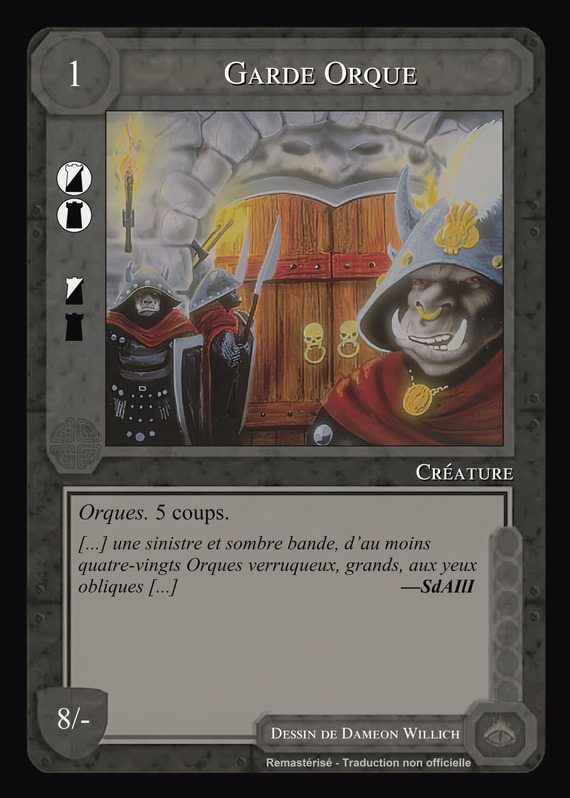 1
GARDE ORQUE
CRÉATURE
Orques. 5 coups.
[...] une sinistre et sombre bande, d'au moins
quatre-vingts Orques verruqueux, grands, aux yeux
obliques [...] —SdAIII
8/-
DESSIN DE DAMEON WILLICH
Remastérisé - Traduction non officielle